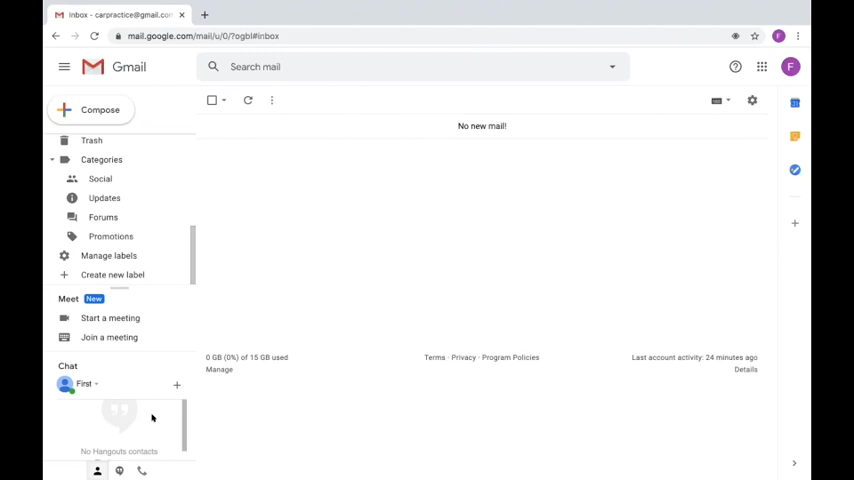 Inbox - carpractice@gmail.com
mail.google.com/mail/u/0/?ogbl#inbox
F
Gmail
Search mail
F
Compose
No new mail!
Trash
Categories
Social
Updates
Forums
Promotions
Manage labels
Create new label
Meet New
Start a meeting
Join a meeting
0 GB (0%) of 15 GB used
Manage
Terms · Privacy · Program Policies
Last account activity: 24 minutes ago
Details
Chat
First
No Hangouts contacts